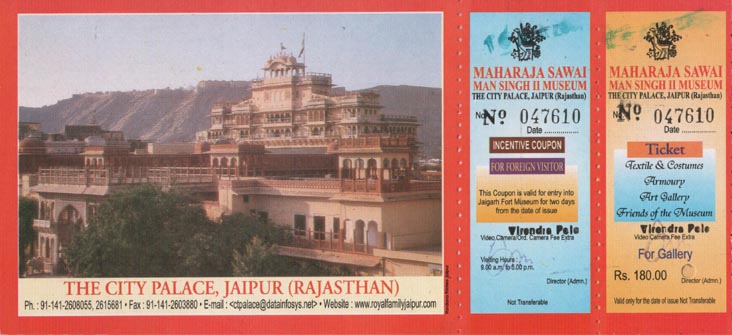 THE CITY PALACE, JAIPUR (RAJASTHAN)
Ph. : 91-141-2608055, 2615681 • Fax : 91-141-2603880 • E-mail : <ctpalace@datainfosys.net> • Website : www.royalfamilyjaipur.com
MAHARAJA SAWAI
MAN SINGH II MUSEUM
THE CITY PALACE, JAIPUR (Rajasthan)
No. Nº 047610
Date ................
INCENTIVE COUPON
FOR FOREIGN VISITOR
This Coupon is valid for entry into
Jaigarh Fort Museum for two days
from the date of issue
Virendra Pale
Video Camera/Ord. Camera Fee Extra
Visiting Hours :
9.00 a.m. to 5.00 p.m.
Director (Admn.)
Not Transferable
MAHARAJA SAWAI
MAN SINGH II MUSEUM
THE CITY PALACE, JAIPUR (Rajasthan)
No. Nº 047610
Date ................
Ticket
Textile & Costumes
Armoury
Art Gallery
Friends of the Museum
Virendra Pale
Video Camera Fee Extra
For Gallery
Rs. 180.00
Director (Admn.)
Valid only for the date of issue Not Transferable